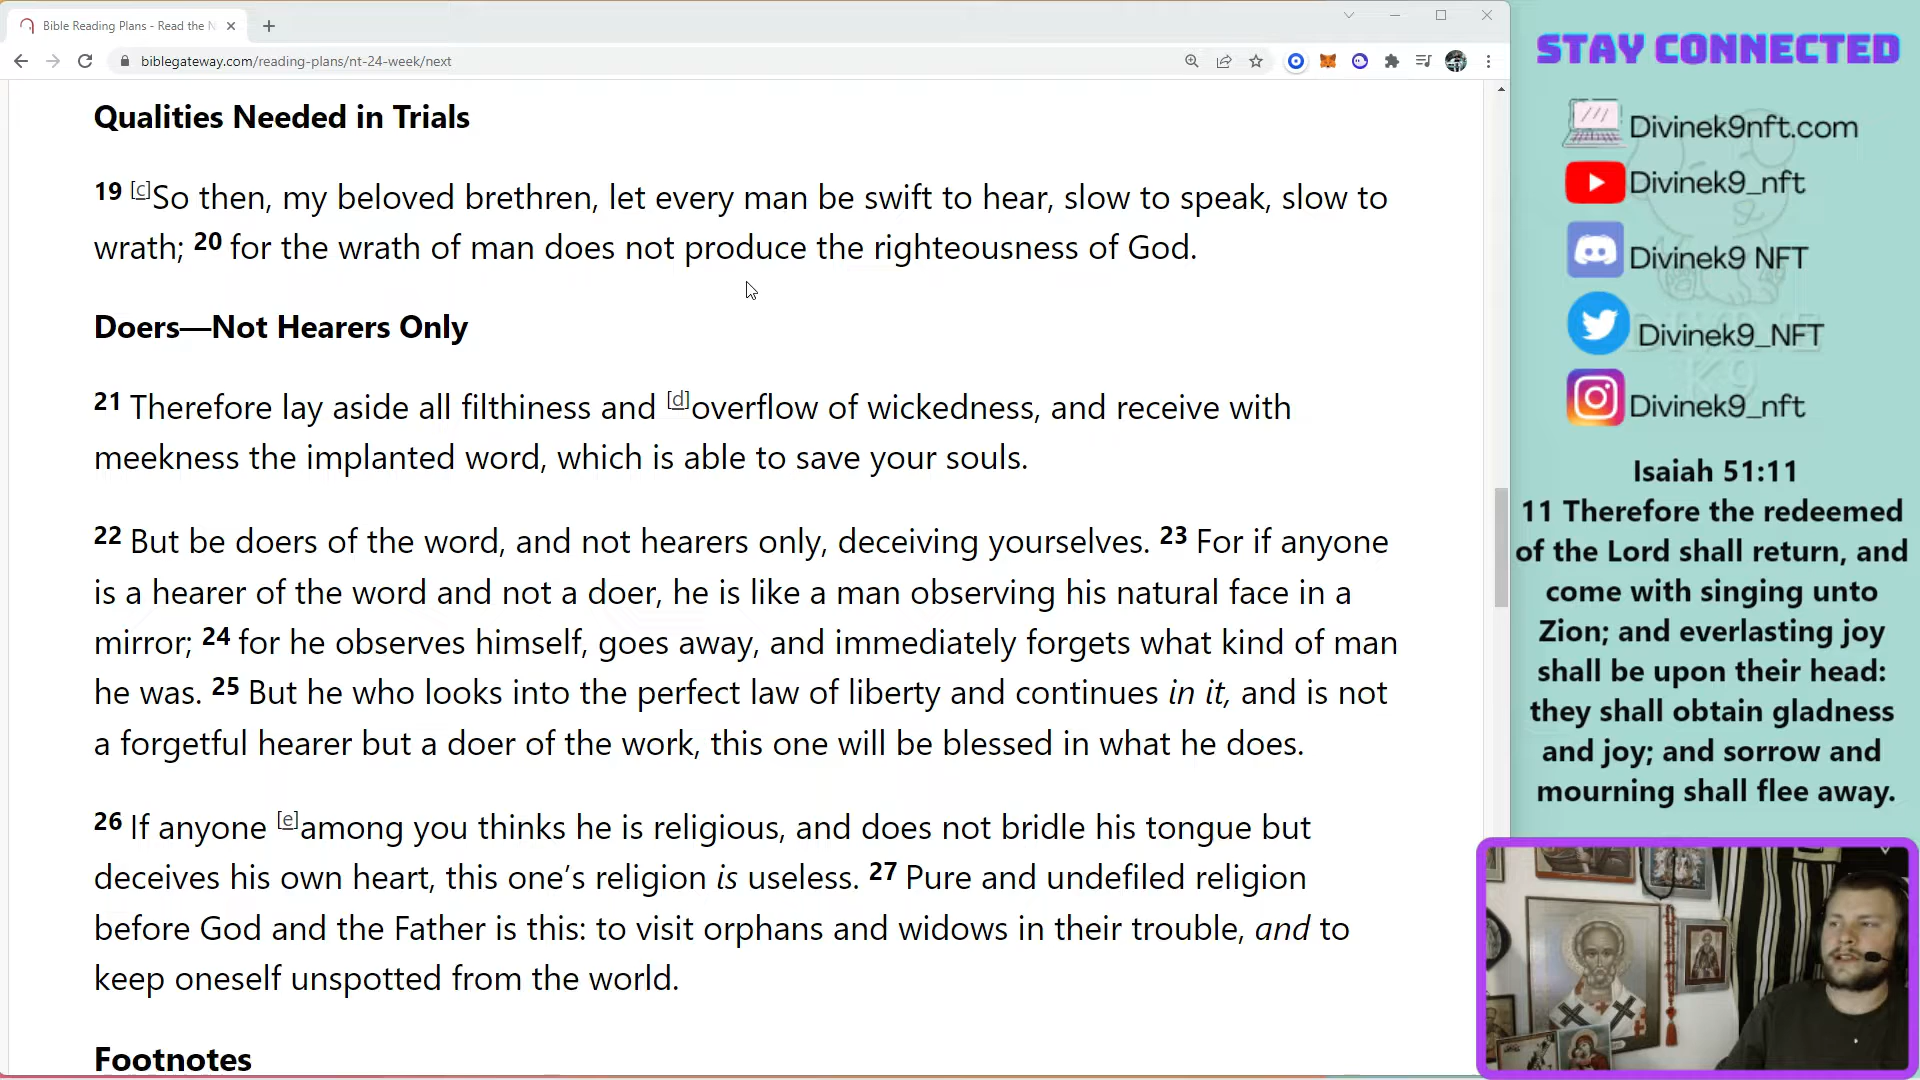 Bible Reading Plans - Read the N
biblegateway.com/reading-plans/nt-24-week/next
Qualities Needed in Trials
19 [c]So then, my beloved brethren, let every man be swift to hear, slow to speak, slow to
wrath; 20 for the wrath of man does not produce the righteousness of God.
Doers—Not Hearers Only
21 Therefore lay aside all filthiness and [d]overflow of wickedness, and receive with
meekness the implanted word, which is able to save your souls.
22 But be doers of the word, and not hearers only, deceiving yourselves. 23 For if anyone
is a hearer of the word and not a doer, he is like a man observing his natural face in a
mirror; 24 for he observes himself, goes away, and immediately forgets what kind of man
he was. 25 But he who looks into the perfect law of liberty and continues in it, and is not
a forgetful hearer but a doer of the work, this one will be blessed in what he does.
26 If anyone [e]among you thinks he is religious, and does not bridle his tongue but
deceives his own heart, this one’s religion is useless. 27 Pure and undefiled religion
before God and the Father is this: to visit orphans and widows in their trouble, and to
keep oneself unspotted from the world.
Footnotes
STAY CONNECTED
Divinek9nft.com
Divinek9_nft
Divinek9 NFT
Divinek9_NFT
Divinek9_nft
DIVINE
K9
Isaiah 51:11
11 Therefore the redeemed
of the Lord shall return, and
come with singing unto
Zion; and everlasting joy
shall be upon their head:
they shall obtain gladness
and joy; and sorrow and
mourning shall flee away.